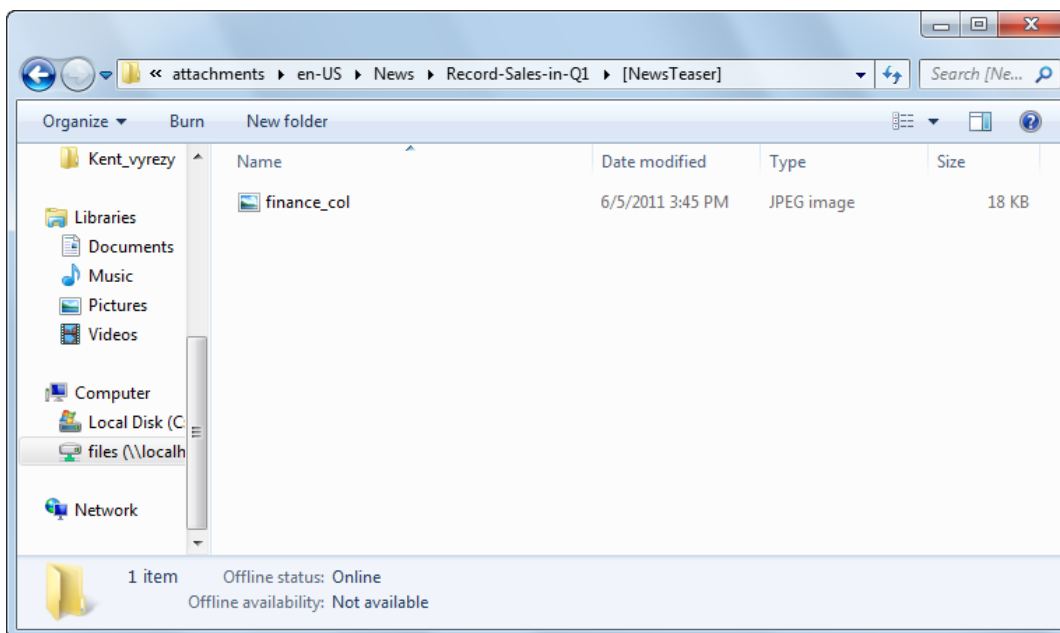 « attachments ▸ en-US ▸ News ▸ Record-Sales-in-Q1 ▸ [NewsTeaser]
Search [Ne...
Organize Burn New folder
Kent_vyrezy
Libraries
Documents
Music
Pictures
Videos
Computer
Local Disk (C:
files (\\localh
Network
Name Date modified Type Size
finance_col 6/5/2011 3:45 PM JPEG image 18 KB
1 item Offline status: Online
Offline availability: Not available